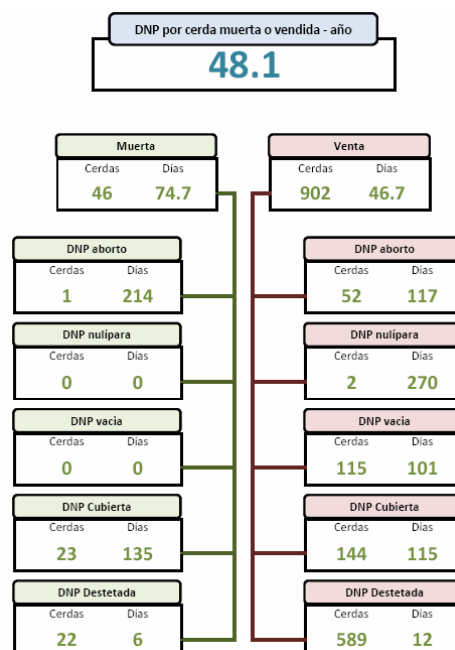 DNP por cerda muerta o vendida - año
48.1
Muerta
Cerdas Días
46 74.7
Venta
Cerdas Días
902 46.7
DNP aborto
Cerdas Días
1 214
DNP aborto
Cerdas Días
52 117
DNP nulípara
Cerdas Días
0 0
DNP nulípara
Cerdas Días
2 270
DNP vacia
Cerdas Días
0 0
DNP vacia
Cerdas Días
115 101
DNP Cubierta
Cerdas Días
23 135
DNP Cubierta
Cerdas Días
144 115
DNP Destetada
Cerdas Días
22 6
DNP Destetada
Cerdas Días
589 12